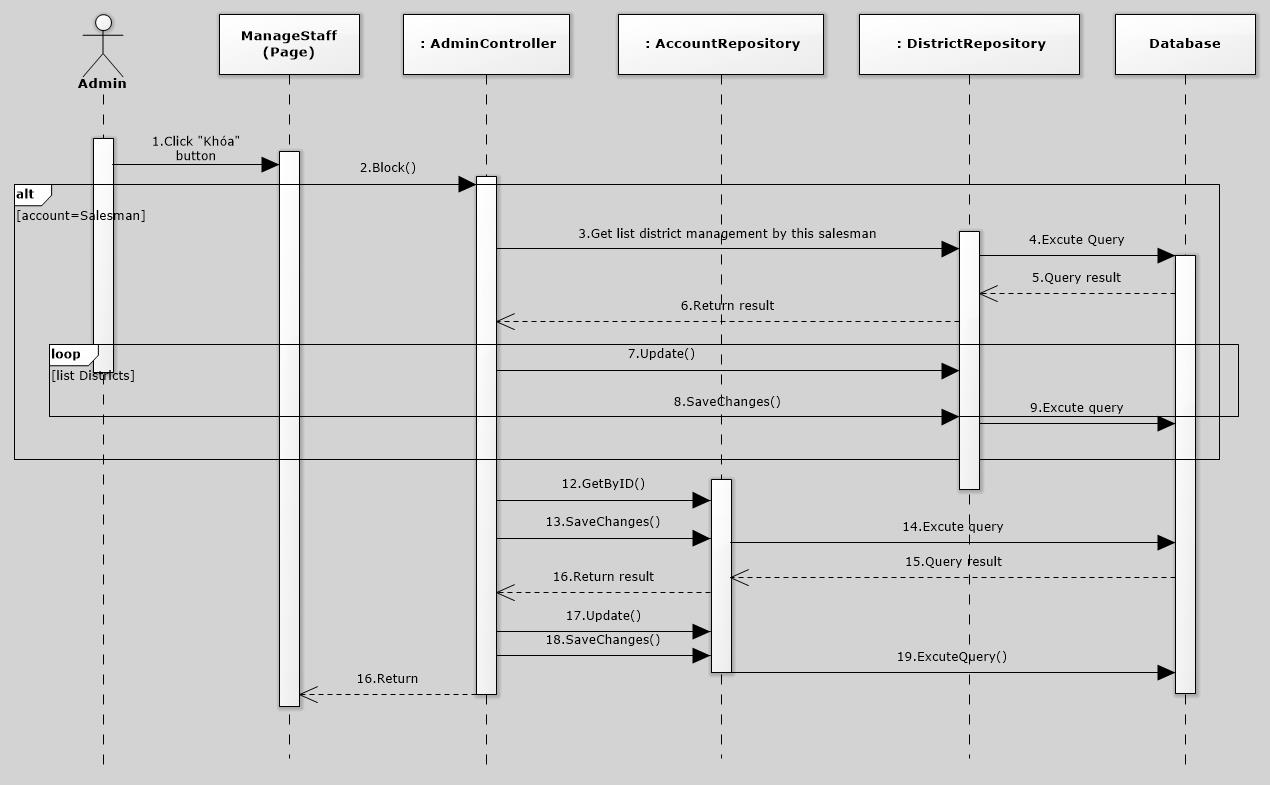 Admin
ManageStaff
(Page)
: AdminController
: AccountRepository
: DistrictRepository
Database
1.Click "Khóa"
button
2.Block()
alt
[account=Salesman]
3.Get list district management by this salesman
4.Excute Query
5.Query result
6.Return result
loop
7.Update()
[list Districts]
8.SaveChanges()
9.Excute query
12.GetByID()
13.SaveChanges()
14.Excute query
15.Query result
16.Return result
17.Update()
18.SaveChanges()
19.ExcuteQuery()
16.Return